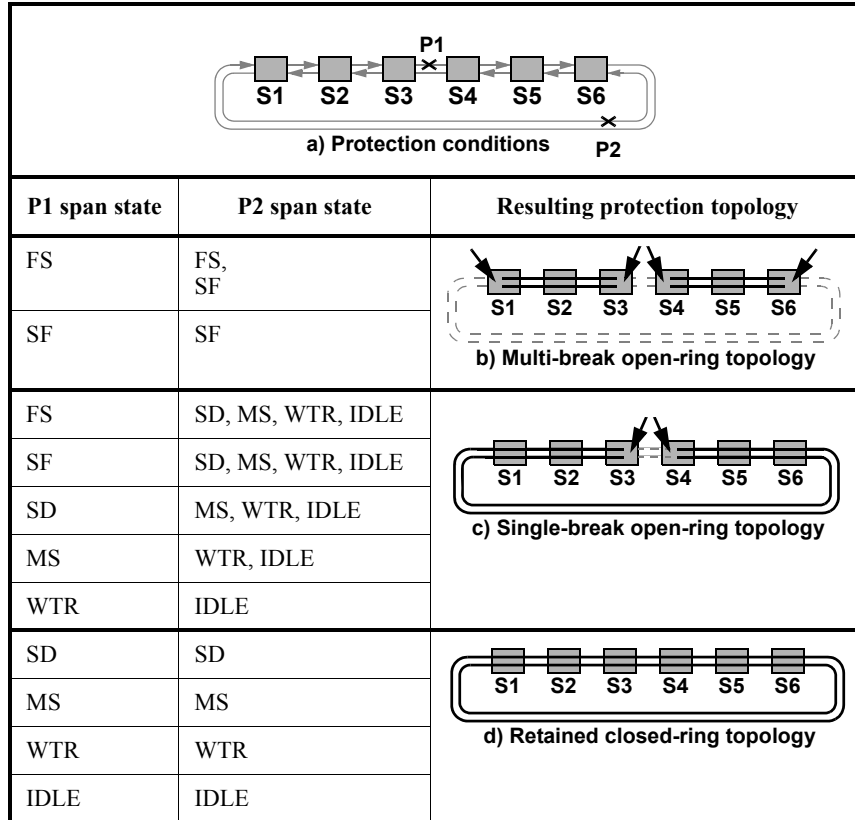 P1
S1 S2 S3 S4 S5 S6
a) Protection conditions
P2
P1 span state P2 span state Resulting protection topology
FS FS,
SF
SF SF
S1 S2 S3 S4 S5 S6
b) Multi-break open-ring topology
FS SD, MS, WTR, IDLE
SF SD, MS, WTR, IDLE
SD MS, WTR, IDLE
MS WTR, IDLE
WTR IDLE
S1 S2 S3 S4 S5 S6
c) Single-break open-ring topology
SD SD
MS MS
WTR WTR
IDLE IDLE
S1 S2 S3 S4 S5 S6
d) Retained closed-ring topology